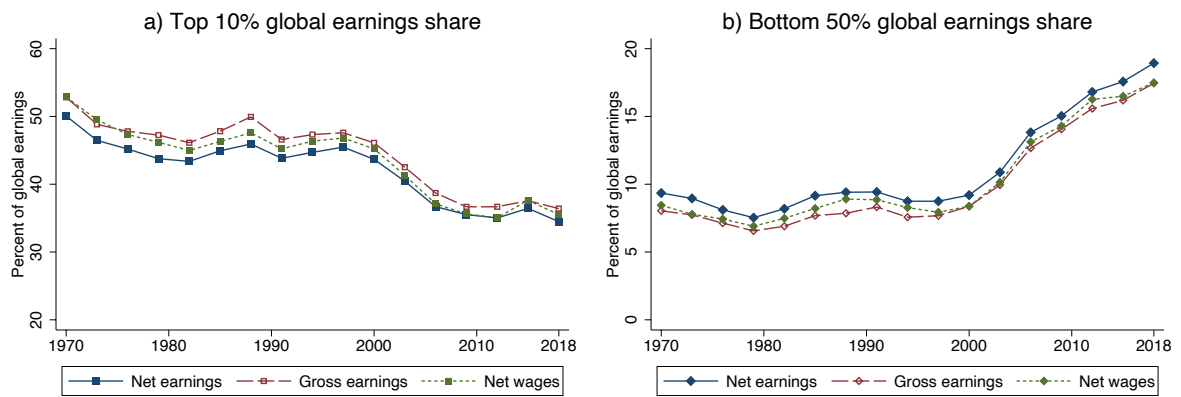 a) Top 10% global earnings share
Percent of global earnings
60
50
40
30
20
1970 1980 1990 2000 2010 2018
Net earnings Gross earnings Net wages
b) Bottom 50% global earnings share
Percent of global earnings
20
15
10
5
0
1970 1980 1990 2000 2010 2018
Net earnings Gross earnings Net wages